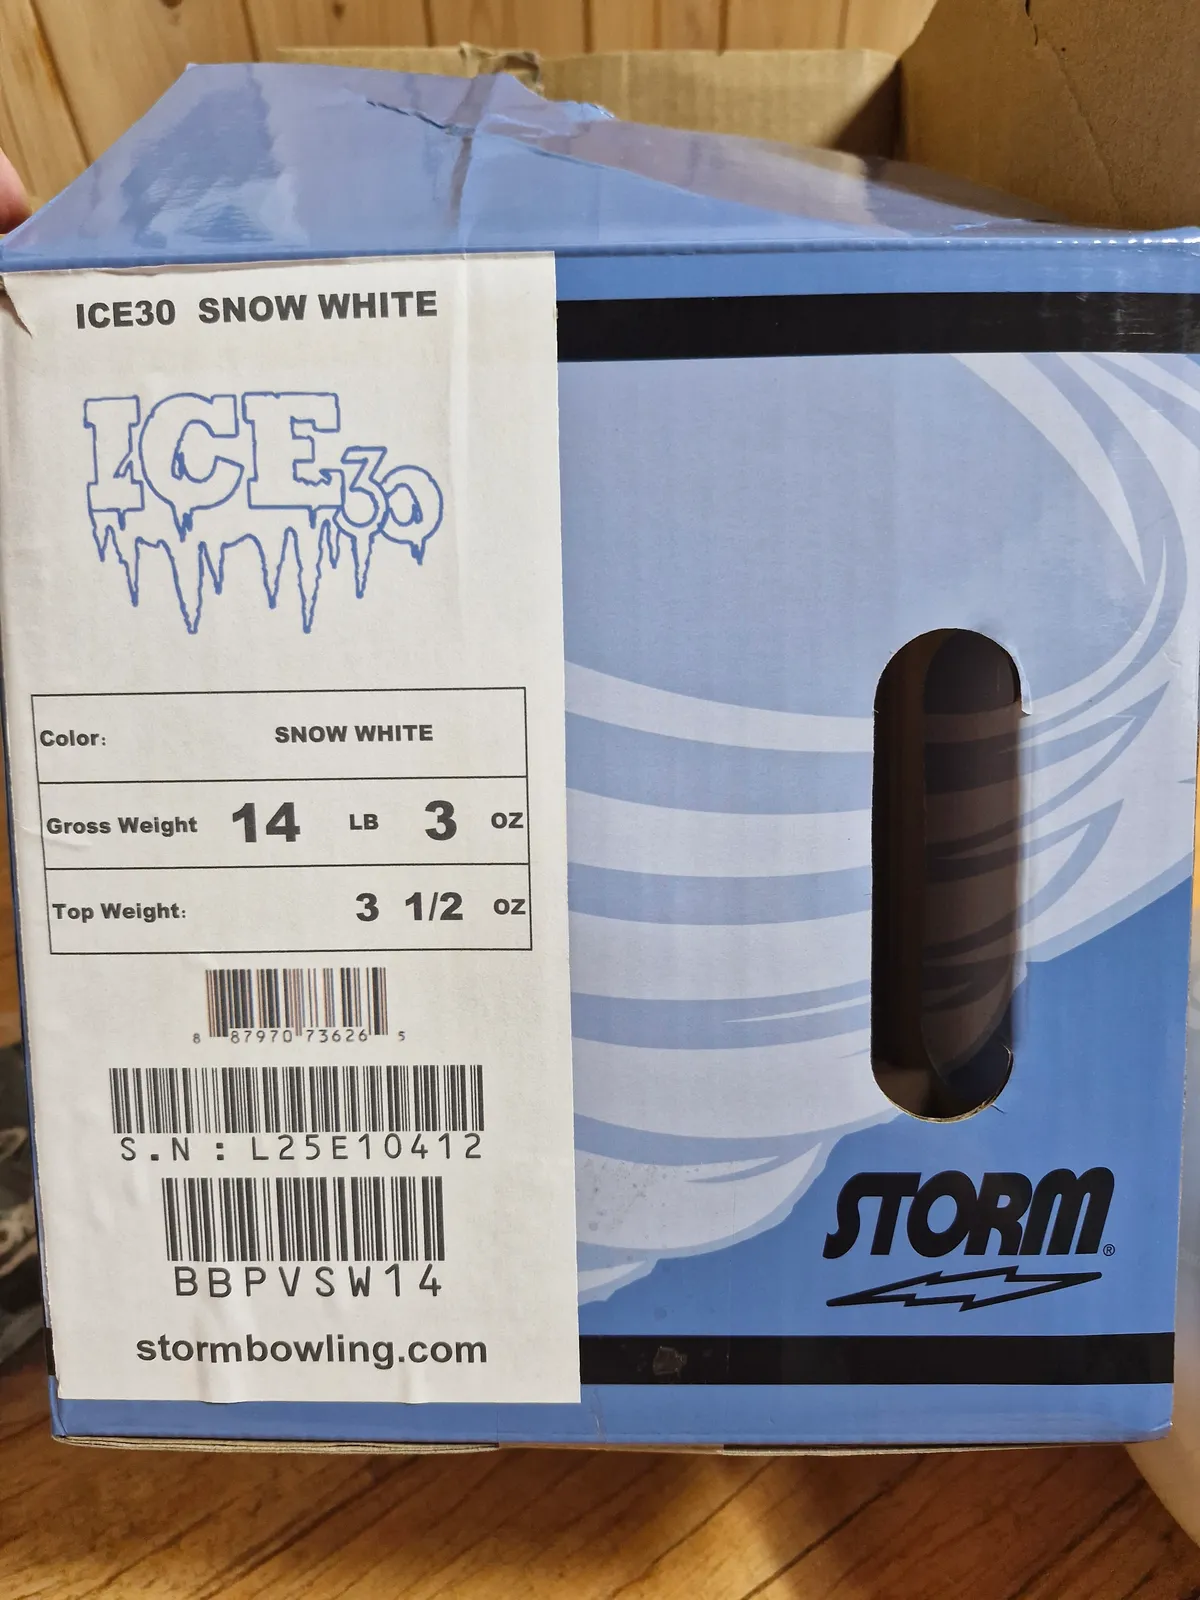 ICE30 SNOW WHITE
ICE30
Color: SNOW WHITE
Gross Weight 14 LB 3 OZ
Top Weight: 3 1/2 OZ
8 87970 73626 5
S.N : L25E10412
BBPVSW14
stormbowling.com
STORM®